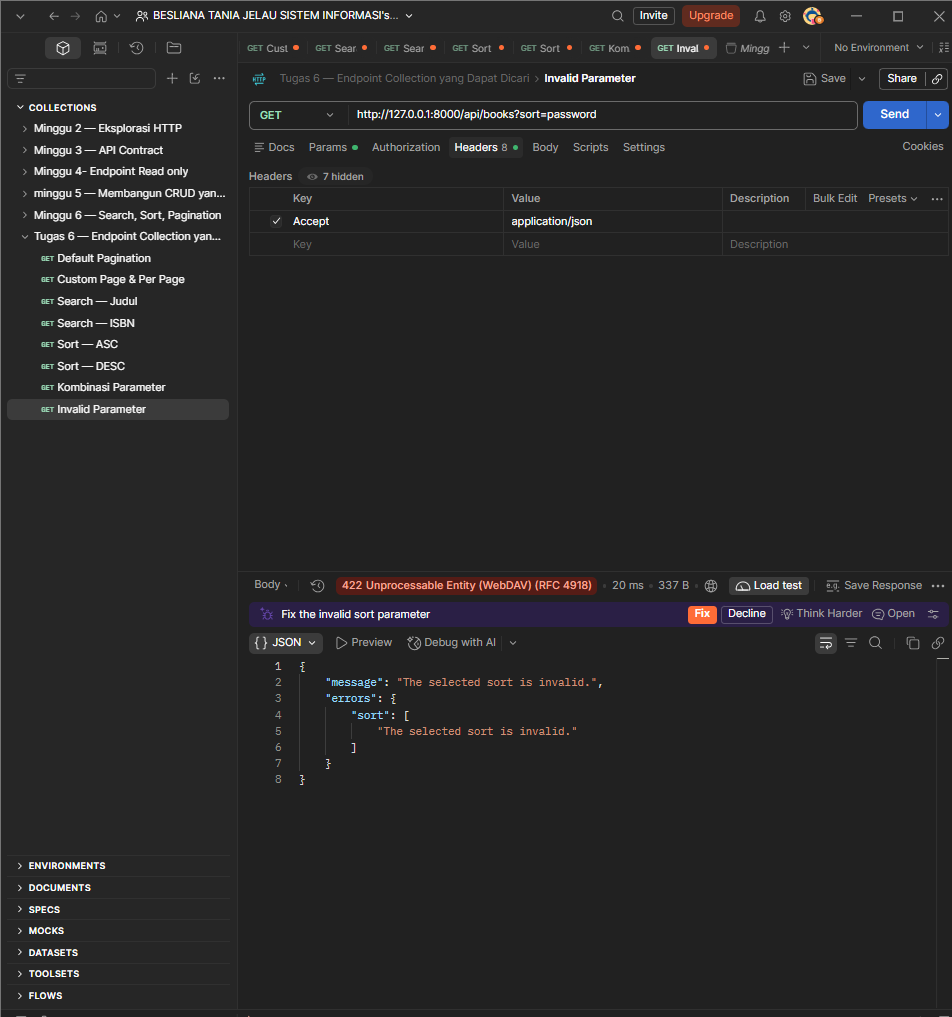 BESLIANA TANIA JELAU SISTEM INFORMASI's...
Invite
Upgrade
GET Cust
GET Sear
GET Sear
GET Sort
GET Sort
GET Kom
GET Inval
Mingg
No Environment
Tugas 6 — Endpoint Collection yang Dapat Dicari > Invalid Parameter
Save
Share
COLLECTIONS
Minggu 2 — Eksplorasi HTTP
Minggu 3 — API Contract
Minggu 4- Endpoint Read only
minggu 5 — Membangun CRUD yan...
Minggu 6 — Search, Sort, Pagination
Tugas 6 — Endpoint Collection yan...
GET Default Pagination
GET Custom Page & Per Page
GET Search — Judul
GET Search — ISBN
GET Sort — ASC
GET Sort — DESC
GET Kombinasi Parameter
GET Invalid Parameter
ENVIRONMENTS
DOCUMENTS
SPECS
MOCKS
DATASETS
TOOLSETS
FLOWS
HTTP
GET
http://127.0.0.1:8000/api/books?sort=password
Send
Docs Params Authorization Headers 8 Body Scripts Settings Cookies
Headers 7 hidden
Key Value Description Bulk Edit Presets
Accept application/json
Key Value Description
Body 422 Unprocessable Entity (WebDAV) (RFC 4918) 20 ms 337 B Load test e.g. Save Response
Fix the invalid sort parameter Fix Decline Think Harder Open
{} JSON Preview Debug with AI
1 {
2 "message": "The selected sort is invalid.",
3 "errors": {
4 "sort": [
5 "The selected sort is invalid."
6 ]
7 }
8 }